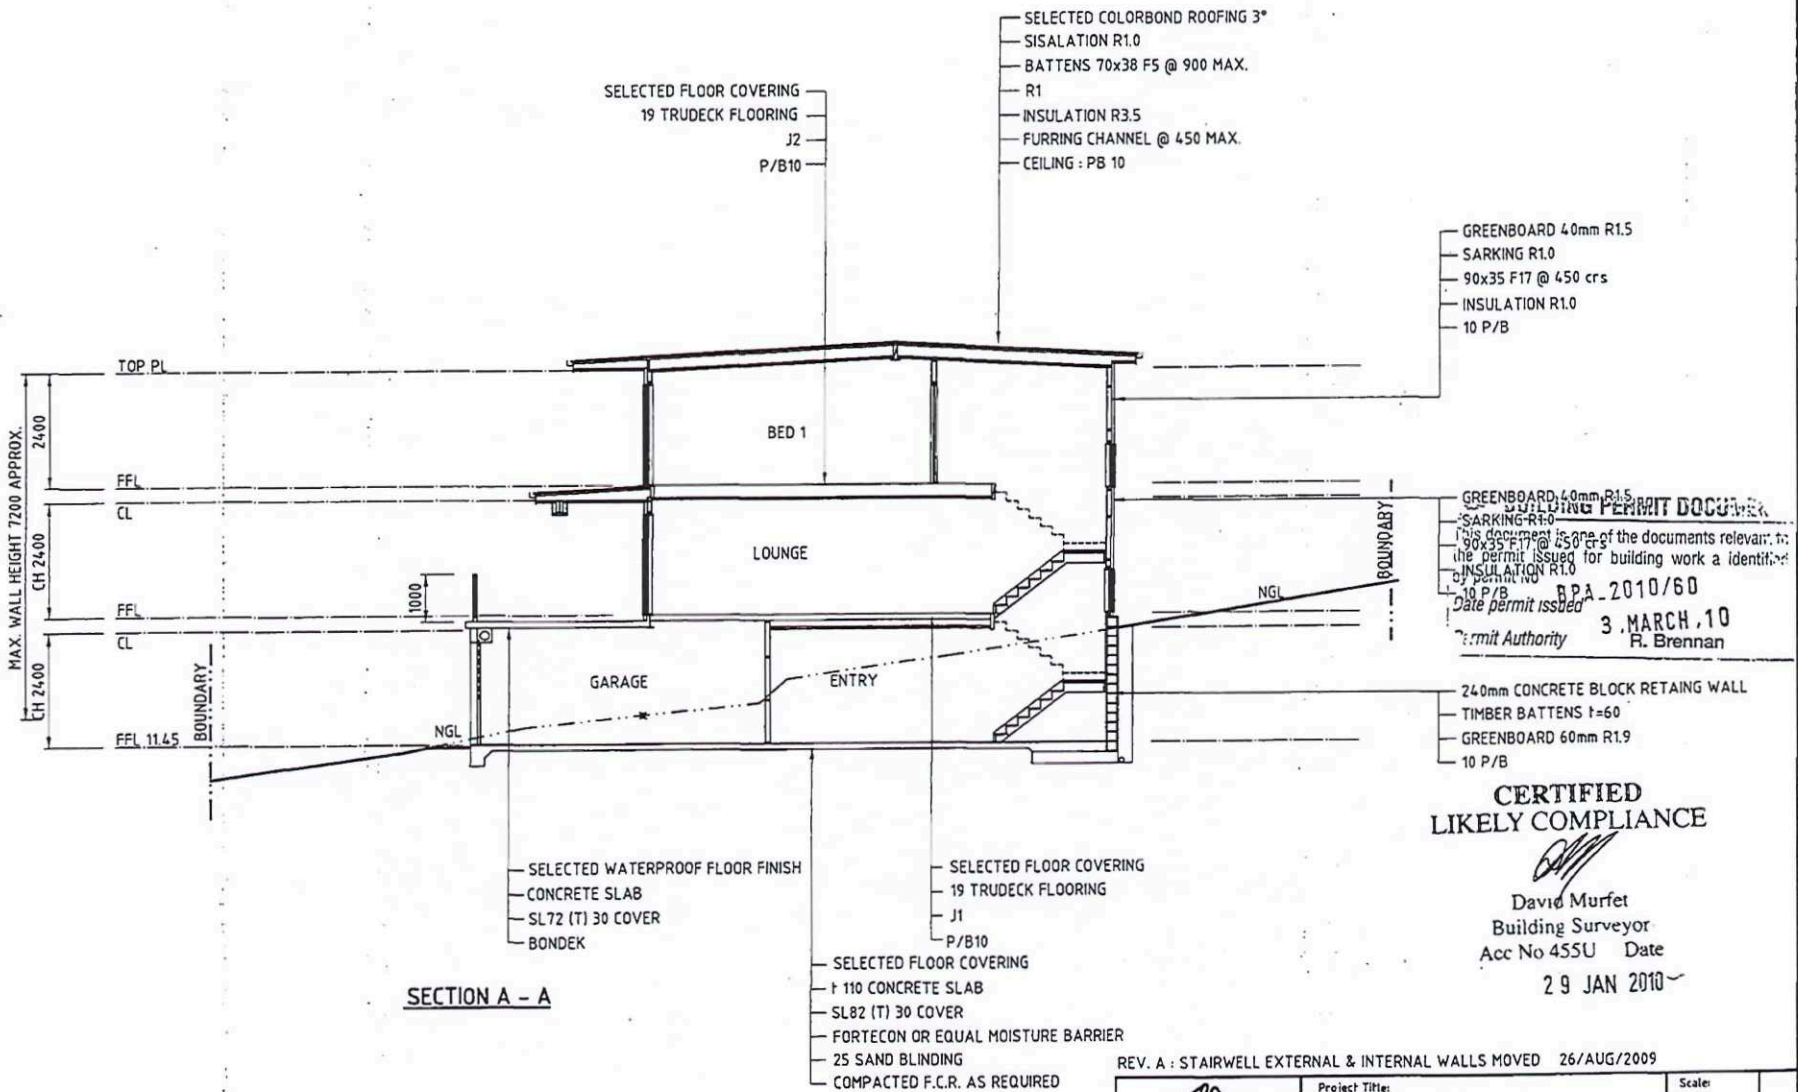 SELECTED COLORBOND ROOFING 3°
SISALATION R1.0
BATTENS 70x38 F5 @ 900 MAX.
R1
INSULATION R3.5
FURRING CHANNEL @ 450 MAX.
CEILING : PB 10
SELECTED FLOOR COVERING
19 TRUDECK FLOORING
J2
P/B10
GREENBOARD 40mm R1.5
SARKING R1.0
90x35 F17 @ 450 crs
INSULATION R1.0
10 P/B
MAX. WALL HEIGHT 7200 APPROX.
TOP PL
2400
FFL
CL
CH 2400
FFL
CL
CH 2400
FFL 11.45
BOUNDARY
NGL
1000
BED 1
LOUNGE
GARAGE
ENTRY
NGL
BOUNDARY
GREENBOARD 40mm R1.5
SARKING R1.0
90x35 F17 @ 450 crs
INSULATION R1.0
10 P/B
BUILDING PERMIT
This document is one of the documents relevant to
the permit issued for building work a
by permit no BPA-2010/60
Date permit issued 3 . MARCH . 10
Permit Authority R. Brennan
240mm CONCRETE BLOCK RETAING WALL
TIMBER BATTENS t=60
GREENBOARD 60mm R1.9
10 P/B
CERTIFIED
LIKELY COMPLIANCE
David Murfet
Building Surveyor
Acc No 455U Date
29 JAN 2010
SELECTED WATERPROOF FLOOR FINISH
CONCRETE SLAB
SL72 (T) 30 COVER
BONDEK
SELECTED FLOOR COVERING
19 TRUDECK FLOORING
J1
P/B10
SELECTED FLOOR COVERING
t 110 CONCRETE SLAB
SL82 (T) 30 COVER
FORTECON OR EQUAL MOISTURE BARRIER
25 SAND BLINDING
COMPACTED F.C.R. AS REQUIRED
SECTION A - A
REV. A : STAIRWELL EXTERNAL & INTERNAL WALLS MOVED 26/AUG/2009
Project Title:
Scale: